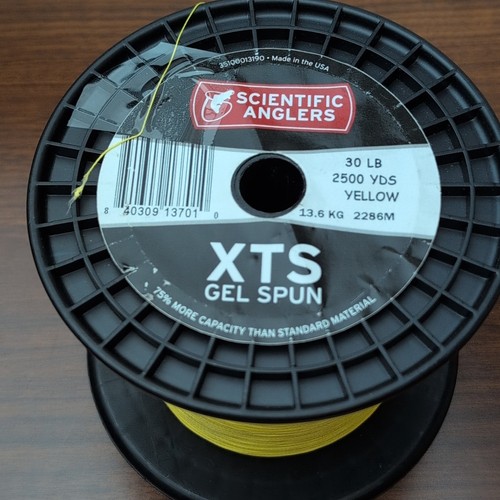 35100013190 • Made in the USA
SCIENTIFIC
ANGLERS
30 LB
2500 YDS
YELLOW
13.6 KG 2286M
8 40309 13701 0
XTS
GEL SPUN
75% MORE CAPACITY THAN STANDARD MATERIAL